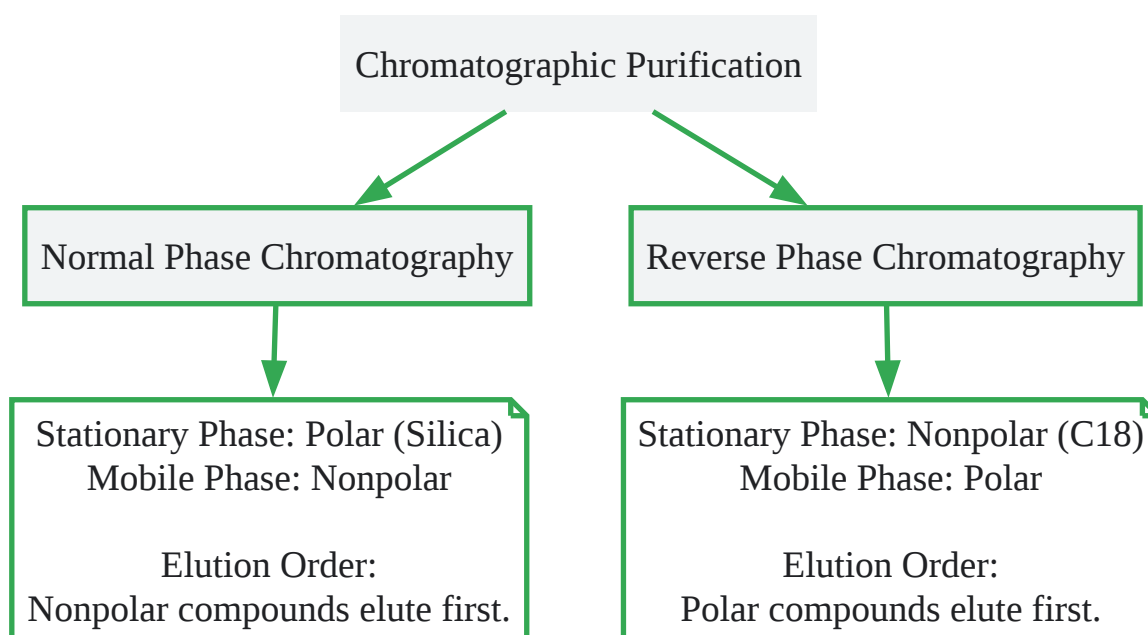 Chromatographic Purification
Normal Phase Chromatography
Reverse Phase Chromatography
Stationary Phase: Polar (Silica)
Mobile Phase: Nonpolar
Elution Order:
Nonpolar compounds elute first.
Stationary Phase: Nonpolar (C18)
Mobile Phase: Polar
Elution Order:
Polar compounds elute first.